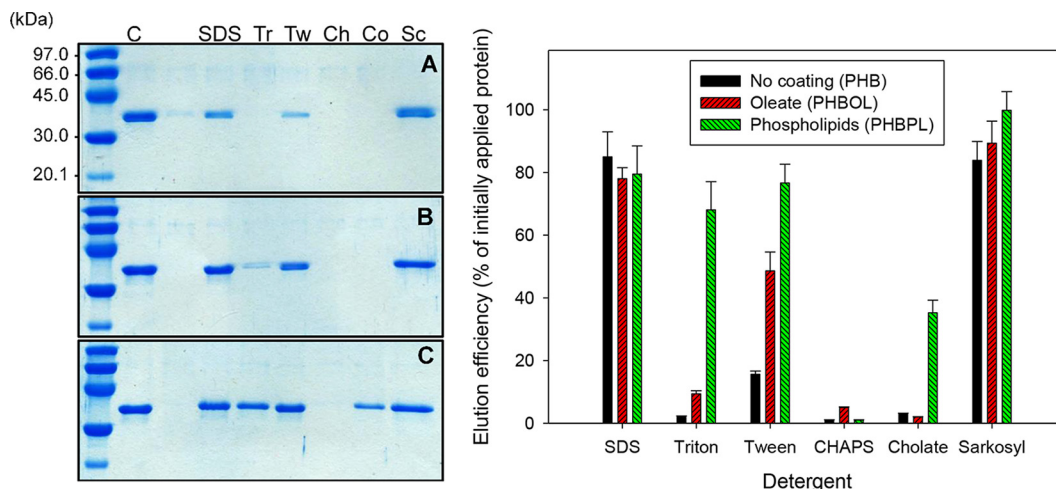 (kDa)
C SDS Tr Tw Ch Co Sc
97.0
66.0
45.0
30.0
20.1
A
B
C
Elution efficiency (% of initially applied protein)
100
80
60
40
20
0
No coating (PHB)
Oleate (PHBOL)
Phospholipids (PHBPL)
SDS Triton Tween CHAPS Cholate Sarkosyl
Detergent